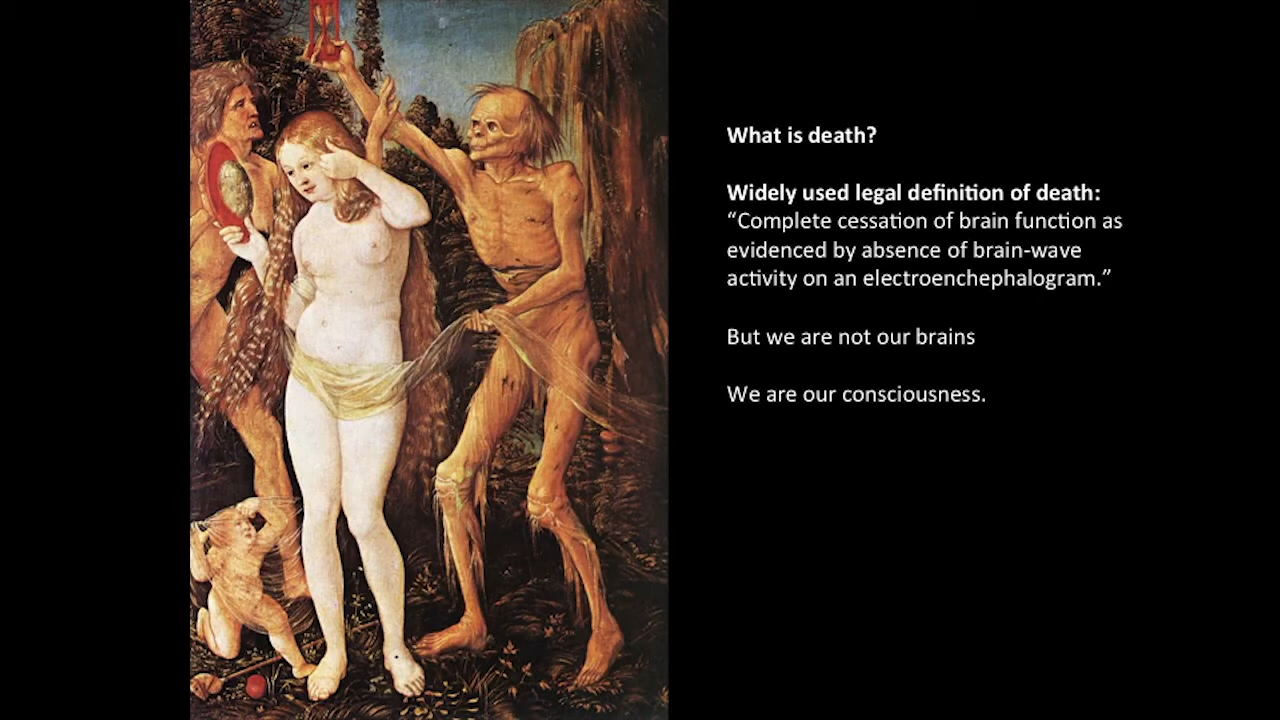 What is death?
Widely used legal definition of death:
“Complete cessation of brain function as
evidenced by absence of brain-wave
activity on an electroenchephalogram.”
But we are not our brains
We are our consciousness.